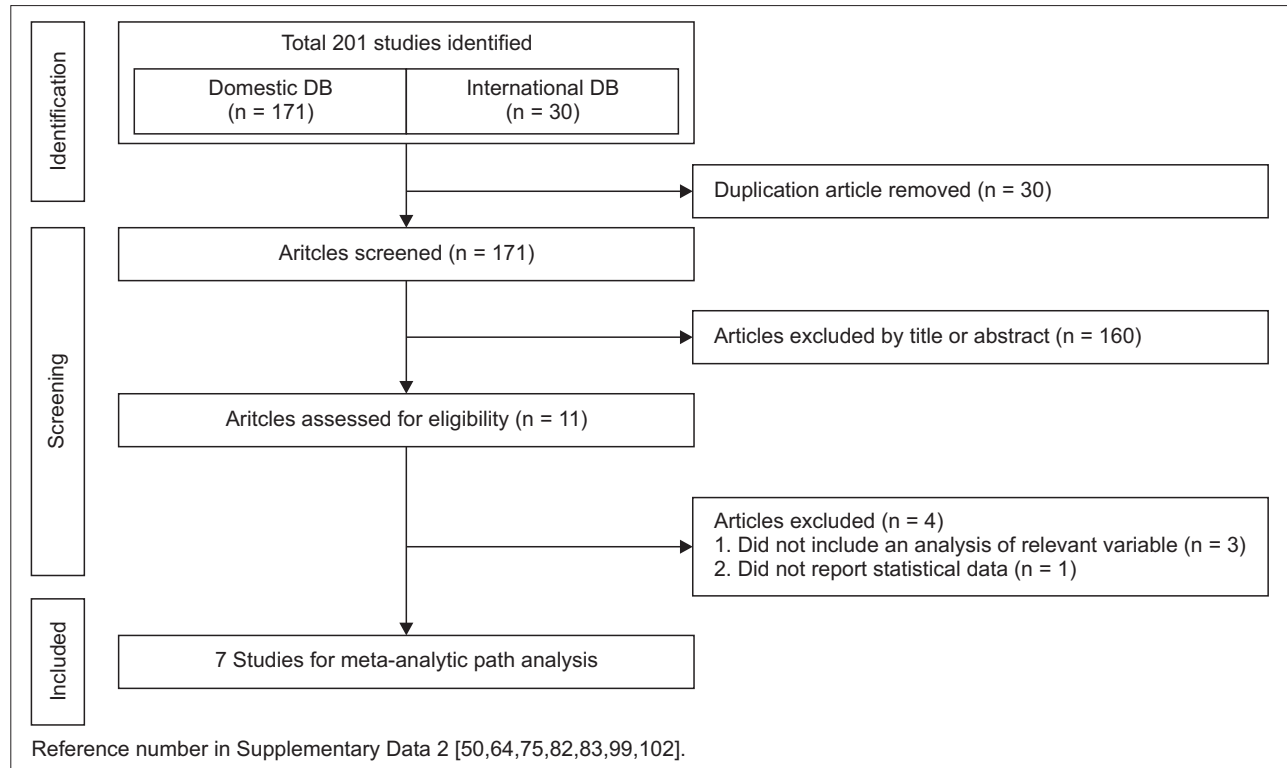 Identification
Total 201 studies identified
Domestic DB
(n = 171)
International DB
(n = 30)
Duplication article removed (n = 30)
Screening
Aritcles screened (n = 171)
Articles excluded by title or abstract (n = 160)
Aritcles assessed for eligibility (n = 11)
Articles excluded (n = 4)
1. Did not include an analysis of relevant variable (n = 3)
2. Did not report statistical data (n = 1)
Included
7 Studies for meta-analytic path analysis
Reference number in Supplementary Data 2 [50,64,75,82,83,99,102].